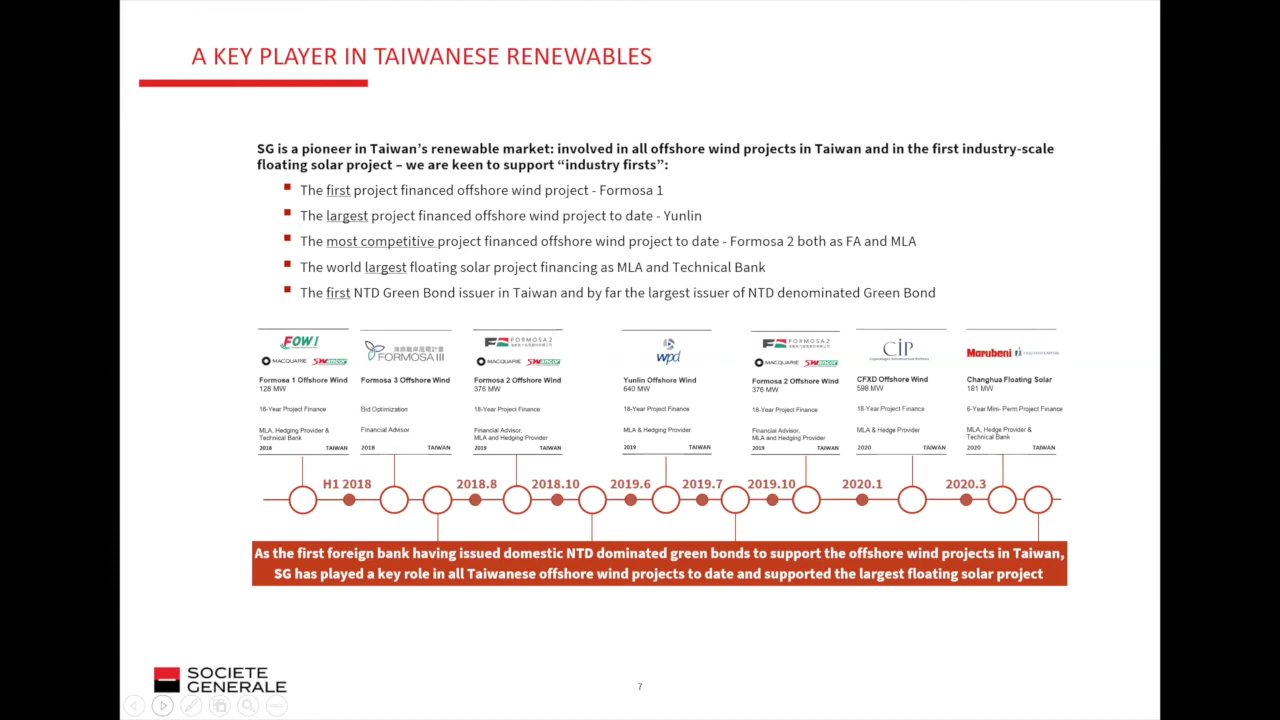 A KEY PLAYER IN TAIWANESE RENEWABLES
SG is a pioneer in Taiwan's renewable market: involved in all offshore wind projects in Taiwan and in the first industry-scale
floating solar project – we are keen to support “industry firsts”:
The first project financed offshore wind project - Formosa 1
The largest project financed offshore wind project to date - Yunlin
The most competitive project financed offshore wind project to date - Formosa 2 both as FA and MLA
The world largest floating solar project financing as MLA and Technical Bank
The first NTD Green Bond issuer in Taiwan and by far the largest issuer of NTD denominated Green Bond
FOWI
MACQUARIE
Formosa 1 Offshore Wind
128 MW
16-Year Project Finance
MLA, Hedging Provider &
Technical Bank
2018 TAIWAN
FORMOSA III
Formosa 3 Offshore Wind
Bid Optimization
Financial Advisor
2018 TAIWAN
FORMOSA2
MACQUARIE
Formosa 2 Offshore Wind
376 MW
18-Year Project Finance
Financial Advisor,
MLA and Hedging Provider
2019 TAIWAN
wpd
Yunlin Offshore Wind
640 MW
18-Year Project Finance
MLA & Hedging Provider
2019 TAIWAN
FORMOSA2
MACQUARIE
Formosa 2 Offshore Wind
376 MW
18-Year Project Finance
Financial Advisor,
MLA and Hedging Provider
2019 TAIWAN
CIP
Copenhagen Infrastructure Partners
CFXD Offshore Wind
598 MW
18-Year Project Finance
MLA & Hedge Provider
2020 TAIWAN
Marubeni
Changhua Floating Solar
181 MW
6-Year Mini- Perm Project Finance
MLA, Hedge Provider &
Technical Bank
2020 TAIWAN
H1 2018 2018.8 2018.10 2019.6 2019.7 2019.10 2020.1 2020.3
As the first foreign bank having issued domestic NTD dominated green bonds to support the offshore wind projects in Taiwan,
SG has played a key role in all Taiwanese offshore wind projects to date and supported the largest floating solar project
SOCIETE
GENERALE
7